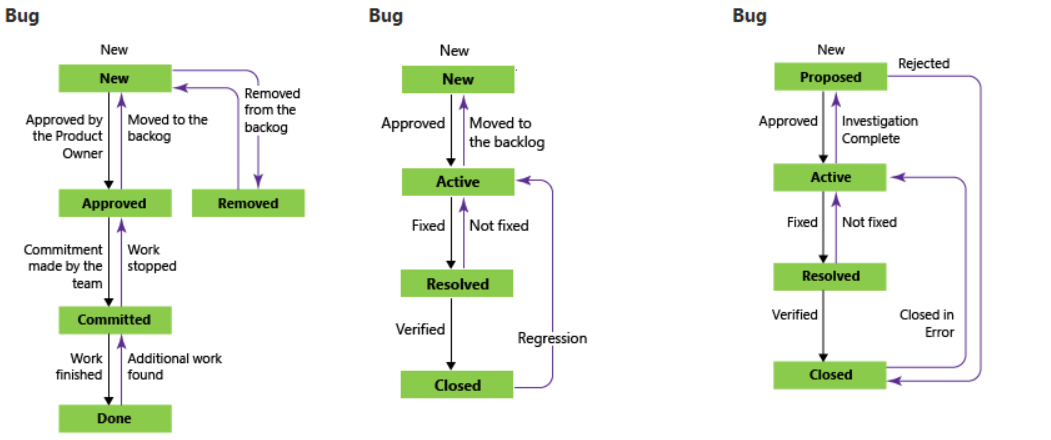 Bug
New
New
Removed
from the
backog
Approved by
the Product
Owner
Moved to the
backog
Approved
Removed
Commitment
made by the
team
Work
stopped
Committed
Work
finished
Additional work
found
Done
Bug
New
New
Approved
Moved to
the backlog
Active
Fixed
Not fixed
Resolved
Verified
Regression
Closed
Bug
New
Proposed
Rejected
Approved
Investigation
Complete
Active
Fixed
Not fixed
Resolved
Verified
Closed in
Error
Closed